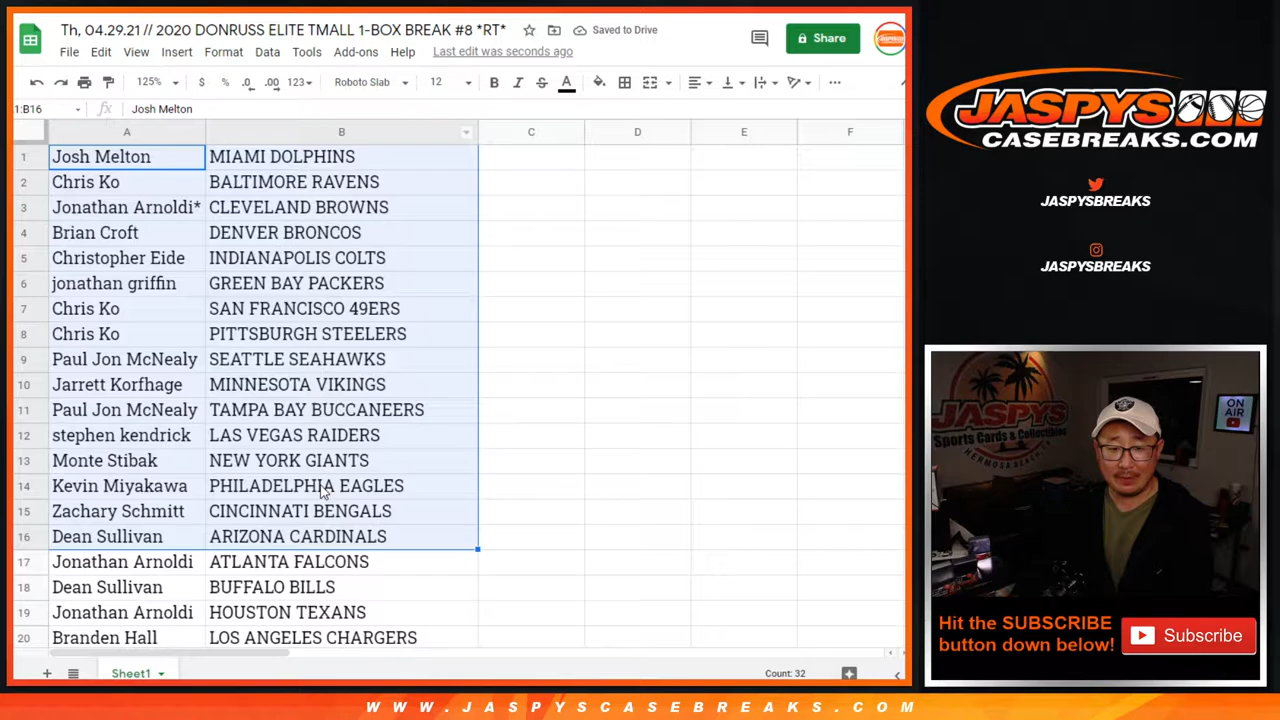 Th, 04.29.21 // 2020 DONRUSS ELITE TMALL 1-BOX BREAK #8 *RT*
Saved to Drive
Share
File Edit View Insert Format Data Tools Add-ons Help Last edit was seconds ago
125% $ % .0 .00 123 Roboto Slab 12 B I S A
1:B16 fx Josh Melton
A B C D E F
1 Josh Melton MIAMI DOLPHINS
2 Chris Ko BALTIMORE RAVENS
3 Jonathan Arnoldi* CLEVELAND BROWNS
4 Brian Croft DENVER BRONCOS
5 Christopher Eide INDIANAPOLIS COLTS
6 jonathan griffin GREEN BAY PACKERS
7 Chris Ko SAN FRANCISCO 49ERS
8 Chris Ko PITTSBURGH STEELERS
9 Paul Jon McNealy SEATTLE SEAHAWKS
10 Jarrett Korfhage MINNESOTA VIKINGS
11 Paul Jon McNealy TAMPA BAY BUCCANEERS
12 stephen kendrick LAS VEGAS RAIDERS
13 Monte Stibak NEW YORK GIANTS
14 Kevin Miyakawa PHILADELPHIA EAGLES
15 Zachary Schmitt CINCINNATI BENGALS
16 Dean Sullivan ARIZONA CARDINALS
17 Jonathan Arnoldi ATLANTA FALCONS
18 Dean Sullivan BUFFALO BILLS
19 Jonathan Arnoldi HOUSTON TEXANS
20 Branden Hall LOS ANGELES CHARGERS
Sheet1
Count: 32
JASPYS
CASEBREAKS.COM
JASPYSBREAKS
JASPYSBREAKS
JASPYS
Sports Cards & Collectibles
HERMOSA BEACH
ON
AIR
Hit the SUBSCRIBE
button down below!
Subscribe
WWW.JASPYSCASEBREAKS.COM